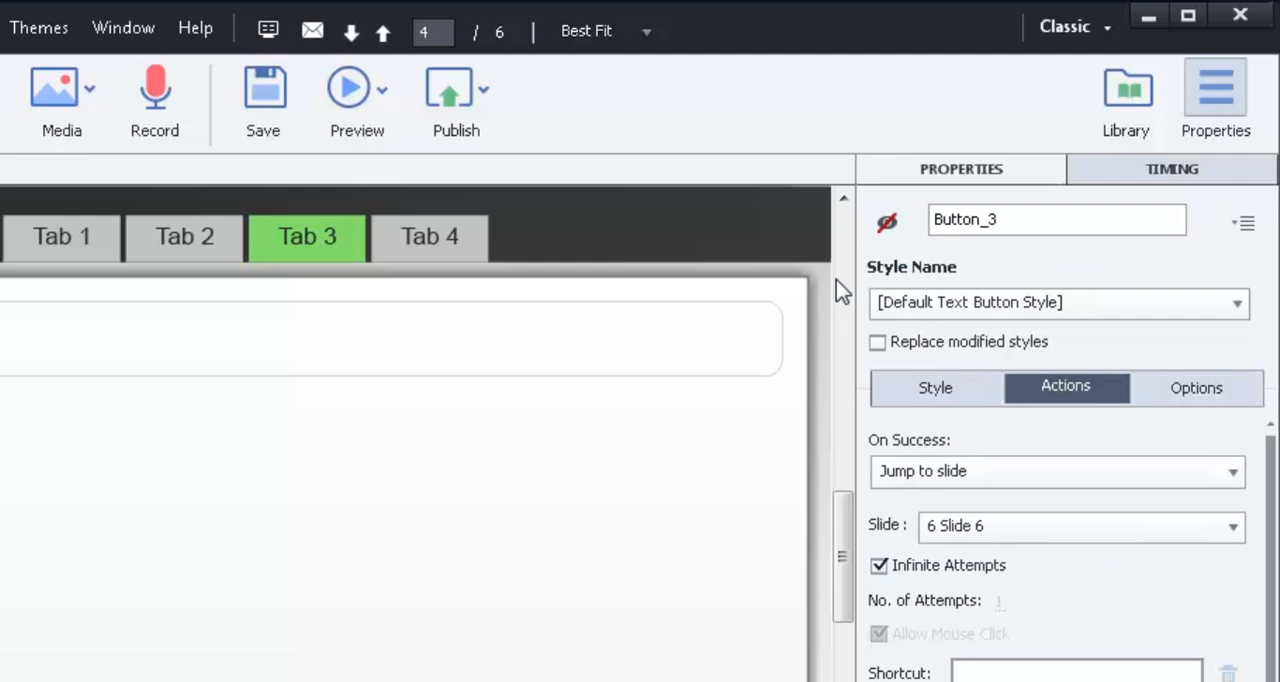 Themes Window Help 4 / 6 Best Fit Classic
Media Record Save Preview Publish Library Properties
PROPERTIES TIMING
Tab 1 Tab 2 Tab 3 Tab 4
Button_3
Style Name
[Default Text Button Style]
Replace modified styles
Style Actions Options
On Success:
Jump to slide
Slide : 6 Slide 6
Infinite Attempts
No. of Attempts: 1
Allow Mouse Click
Shortcut: